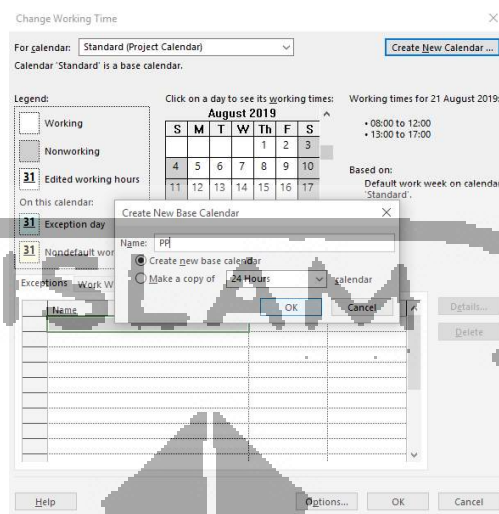 Change Working Time
For calendar: Standard (Project Calendar)
Create New Calendar ...
Calendar 'Standard' is a base calendar.
Legend:
Click on a day to see its working times:
Working times for 21 August 2019:
Working
Nonworking
31 Edited working hours
On this calendar:
31 Exception day
31 Nondefault wor
August 2019
S M T W Th F S
1 2 3
4 5 6 7 8 9 10
11 12 13 14 15 16 17
• 08:00 to 12:00
• 13:00 to 17:00
Based on:
Default work week on calendar
'Standard'.
Create New Base Calendar
Name: PP
Create new base calendar
Make a copy of 24 Hours calendar
OK
Cancel
Exceptions Work W
Name
Details...
Delete
Help
Options...
OK
Cancel